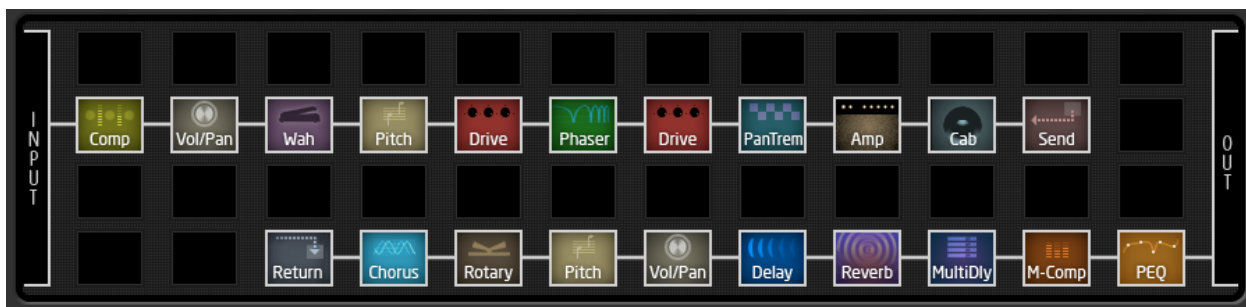 INPUT
Comp Vol/Pan Wah Pitch Drive Phaser Drive PanTrem Amp Cab Send
Return Chorus Rotary Pitch Vol/Pan Delay Reverb MultiDly M-Comp PEQ
OUT